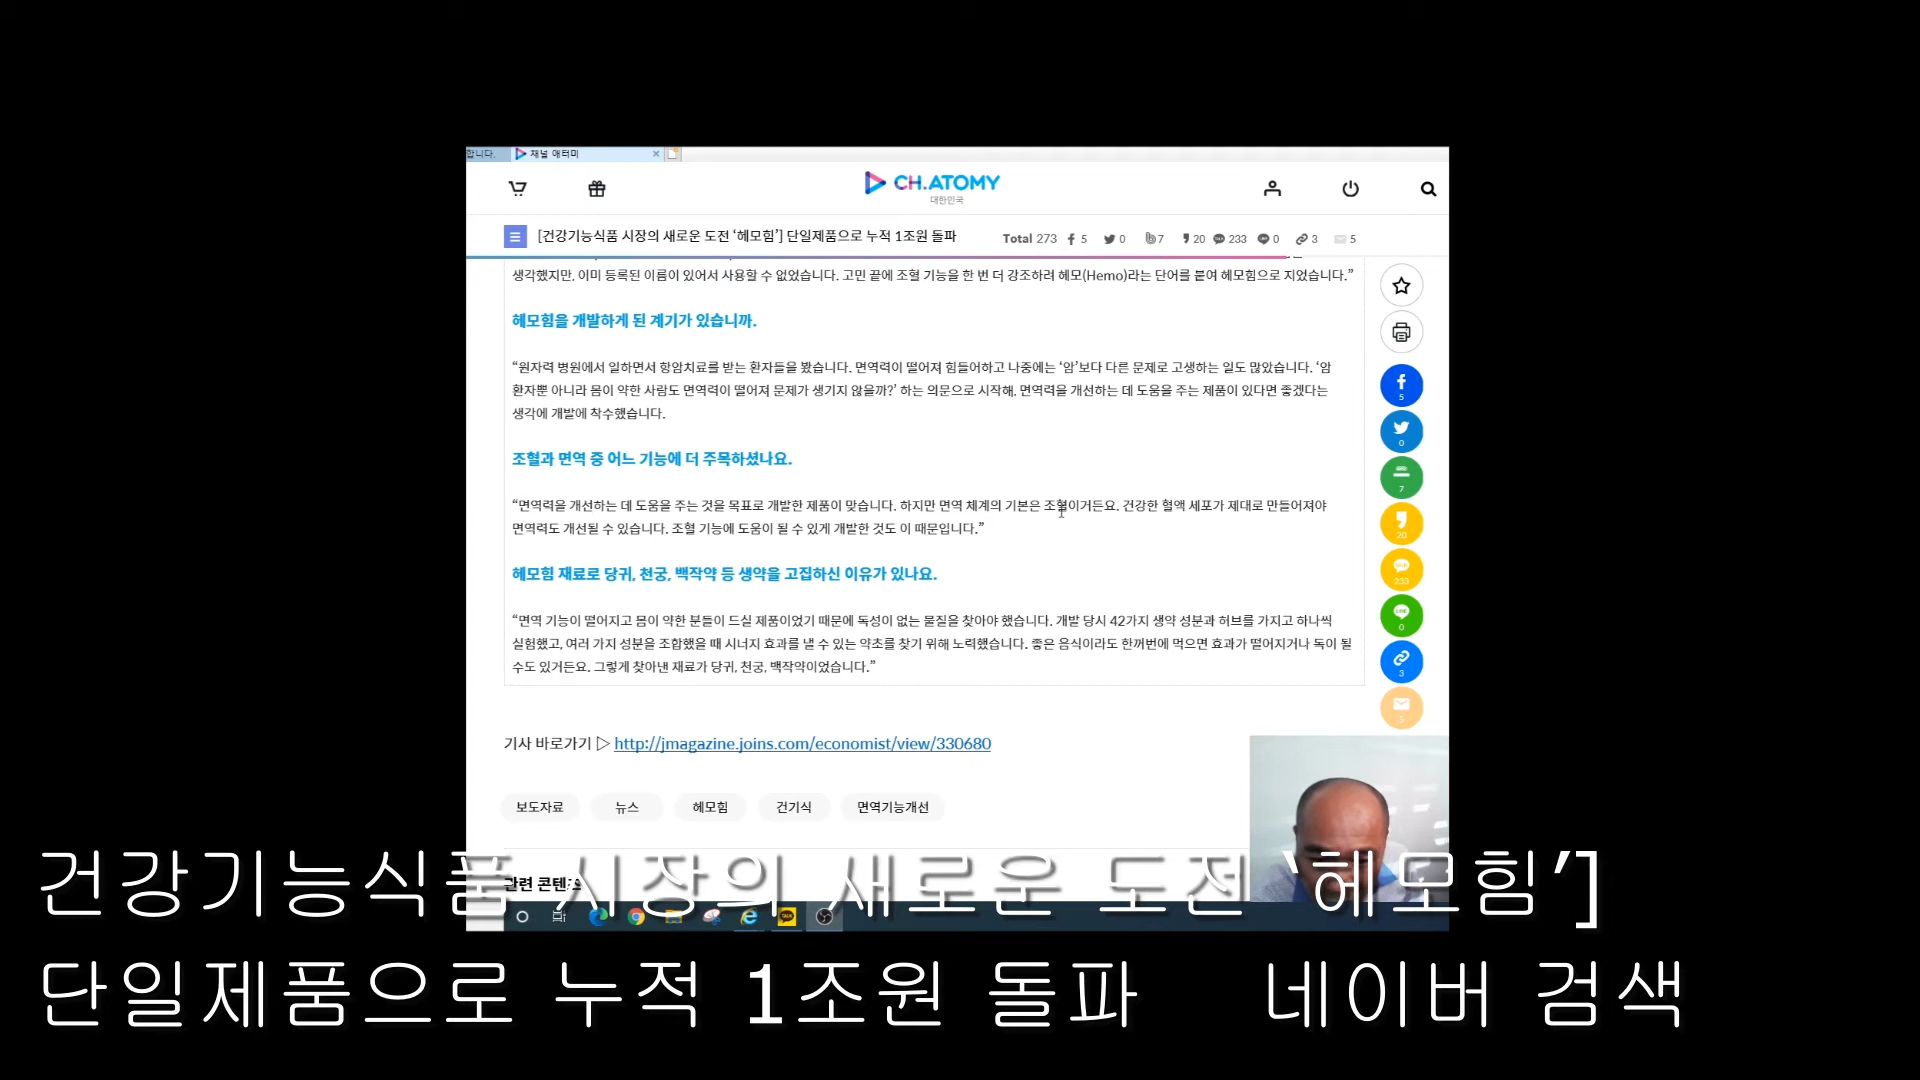 합니다.
채널 애터미
CH.ATOMY
대한민국
[건강기능식품 시장의 새로운 도전 ‘헤모힘’] 단일제품으로 누적 1조원 돌파
Total 273 5 0 7 20 233 0 3 5
생각했지만, 이미 등록된 이름이 있어서 사용할 수 없었습니다. 고민 끝에 조혈 기능을 한 번 더 강조하려 헤모(Hemo)라는 단어를 붙여 헤모힘으로 지었습니다.”
헤모힘을 개발하게 된 계기가 있습니까.
“원자력 병원에서 일하면서 항암치료를 받는 환자들을 봤습니다. 면역력이 떨어져 힘들어하고 나중에는 ‘암’보다 다른 문제로 고생하는 일도 많았습니다. ‘암
환자뿐 아니라 몸이 약한 사람도 면역력이 떨어져 문제가 생기지 않을까?’ 하는 의문으로 시작해, 면역력을 개선하는 데 도움을 주는 제품이 있다면 좋겠다는
생각에 개발에 착수했습니다.
조혈과 면역 중 어느 기능에 더 주목하셨나요.
“면역력을 개선하는 데 도움을 주는 것을 목표로 개발한 제품이 맞습니다. 하지만 면역 체계의 기본은 조혈이거든요. 건강한 혈액 세포가 제대로 만들어져야
면역력도 개선될 수 있습니다. 조혈 기능에 도움이 될 수 있게 개발한 것도 이 때문입니다.”
헤모힘 재료로 당귀, 천궁, 백작약 등 생약을 고집하신 이유가 있나요.
“면역 기능이 떨어지고 몸이 약한 분들이 드실 제품이었기 때문에 독성이 없는 물질을 찾아야 했습니다. 개발 당시 42가지 생약 성분과 허브를 가지고 하나씩
실험했고, 여러 가지 성분을 조합했을 때 시너지 효과를 낼 수 있는 약초를 찾기 위해 노력했습니다. 좋은 음식이라도 한꺼번에 먹으면 효과가 떨어지거나 독이 될
수도 있거든요. 그렇게 찾아낸 재료가 당귀, 천궁, 백작약이었습니다.”
5
0
7
20
233
LINE
0
3
5
기사 바로가기 ▷ http://jmagazine.joins.com/economist/view/330680
보도자료 뉴스 헤모힘 건기식 면역기능개선
관련 콘텐츠
TALK
건강기능식품 시장의 새로운 도전 ‘헤모힘’]
단일제품으로 누적 1조원 돌파 네이버 검색